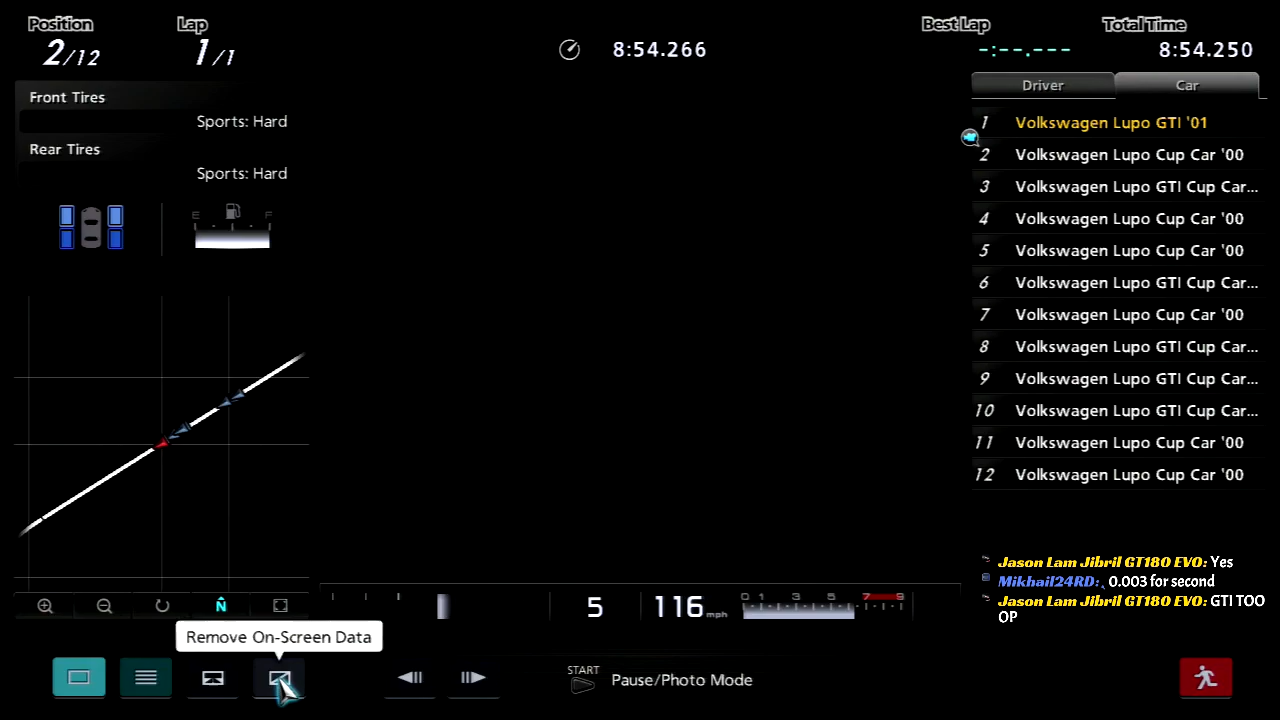 Position
2/12
Lap
1/1
8:54.266
Best Lap
-:--.---
Total Time
8:54.250
Front Tires
Sports: Hard
Rear Tires
Sports: Hard
E F
Driver
Car
1 Volkswagen Lupo GTI '01
2 Volkswagen Lupo Cup Car '00
3 Volkswagen Lupo GTI Cup Car...
4 Volkswagen Lupo Cup Car '00
5 Volkswagen Lupo Cup Car '00
6 Volkswagen Lupo GTI Cup Car...
7 Volkswagen Lupo Cup Car '00
8 Volkswagen Lupo GTI Cup Car...
9 Volkswagen Lupo GTI Cup Car...
10 Volkswagen Lupo GTI Cup Car...
11 Volkswagen Lupo Cup Car '00
12 Volkswagen Lupo Cup Car '00
Jason Lam Jibril GT180 EVO: Yes
Mikhail24RD: , 0.003 for second
Jason Lam Jibril GT180 EVO: GTI TOO
OP
N
5
116 mph
0 1 3 5 7 9
Remove On-Screen Data
START
Pause/Photo Mode